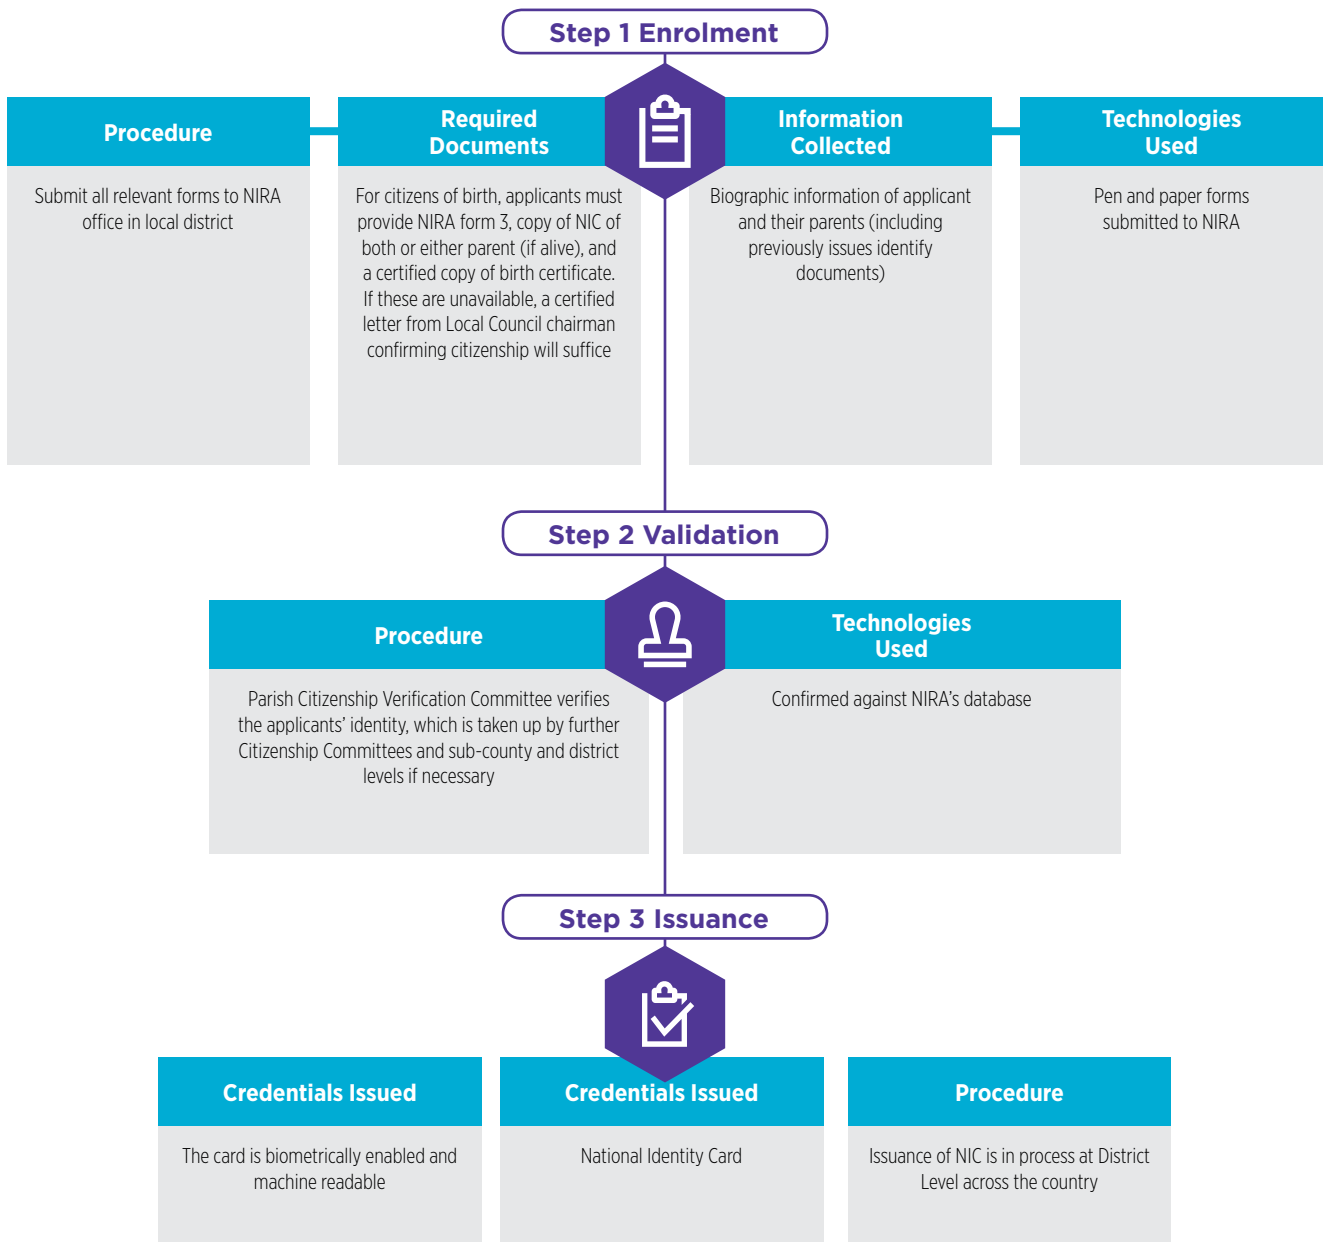 Step 1 Enrolment
Procedure
Submit all relevant forms to NIRA
office in local district
Required
Documents
For citizens of birth, applicants must
provide NIRA form 3, copy of NIC of
both or either parent (if alive), and
a certified copy of birth certificate.
If these are unavailable, a certified
letter from Local Council chairman
confirming citizenship will suffice
Information
Collected
Biographic information of applicant
and their parents (including
previously issues identify
documents)
Technologies
Used
Pen and paper forms
submitted to NIRA
Step 2 Validation
Procedure
Parish Citizenship Verification Committee verifies
the applicants’ identity, which is taken up by further
Citizenship Committees and sub-county and district
levels if necessary
Technologies
Used
Confirmed against NIRA’s database
Step 3 Issuance
Credentials Issued
The card is biometrically enabled and
machine readable
Credentials Issued
National Identity Card
Procedure
Issuance of NIC is in process at District
Level across the country